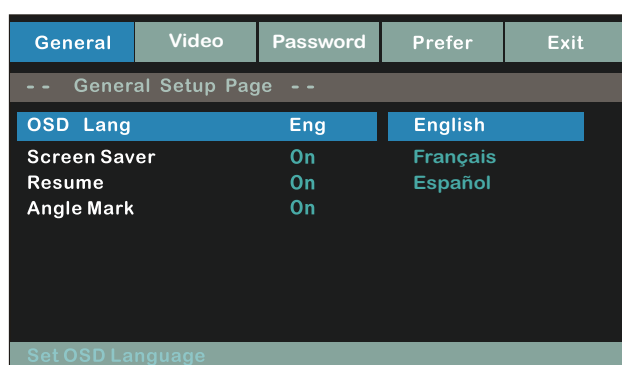 General Video Password Prefer Exit
-- General Setup Page --
OSD Lang Eng English
Screen Saver On Français
Resume On Español
Angle Mark On
Set OSD Language